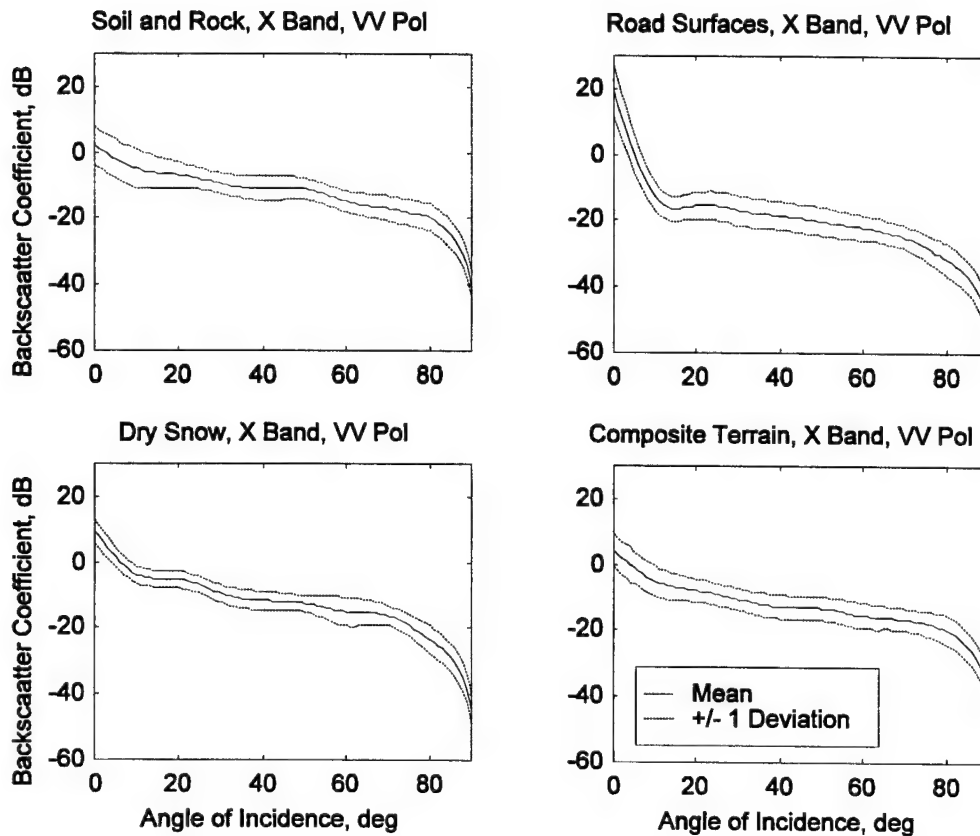 Soil and Rock, X Band, VV Pol
Backscaatter Coefficient, dB
20
0
-20
-40
-60
0 20 40 60 80
Road Surfaces, X Band, VV Pol
20
0
-20
-40
-60
0 20 40 60 80
Dry Snow, X Band, VV Pol
Backscaatter Coefficient, dB
20
0
-20
-40
-60
0 20 40 60 80
Angle of Incidence, deg
Composite Terrain, X Band, VV Pol
20
0
-20
-40
-60
Mean
+/- 1 Deviation
0 20 40 60 80
Angle of Incidence, deg